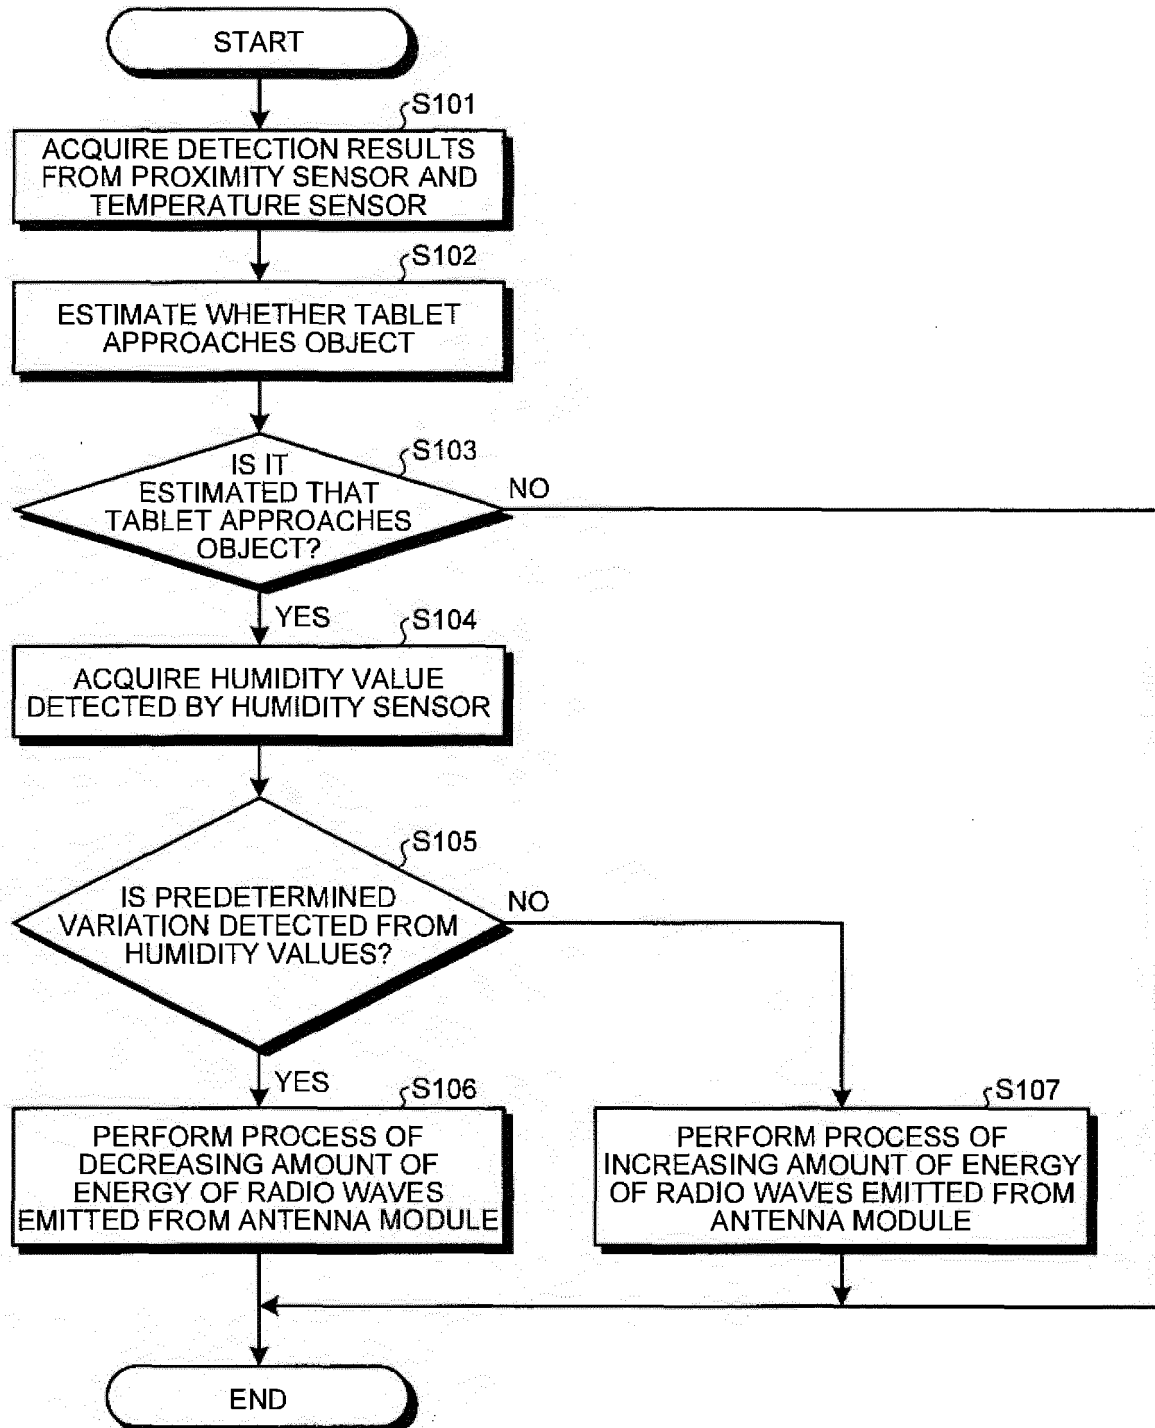 START
S101
ACQUIRE DETECTION RESULTS
FROM PROXIMITY SENSOR AND
TEMPERATURE SENSOR
S102
ESTIMATE WHETHER TABLET
APPROACHES OBJECT
S103
IS IT
ESTIMATED THAT
TABLET APPROACHES
OBJECT?
NO
YES
S104
ACQUIRE HUMIDITY VALUE
DETECTED BY HUMIDITY SENSOR
S105
IS PREDETERMINED
VARIATION DETECTED FROM
HUMIDITY VALUES?
NO
YES
S106
PERFORM PROCESS OF
DECREASING AMOUNT OF
ENERGY OF RADIO WAVES
EMITTED FROM ANTENNA MODULE
S107
PERFORM PROCESS OF
INCREASING AMOUNT OF ENERGY
OF RADIO WAVES EMITTED FROM
ANTENNA MODULE
END